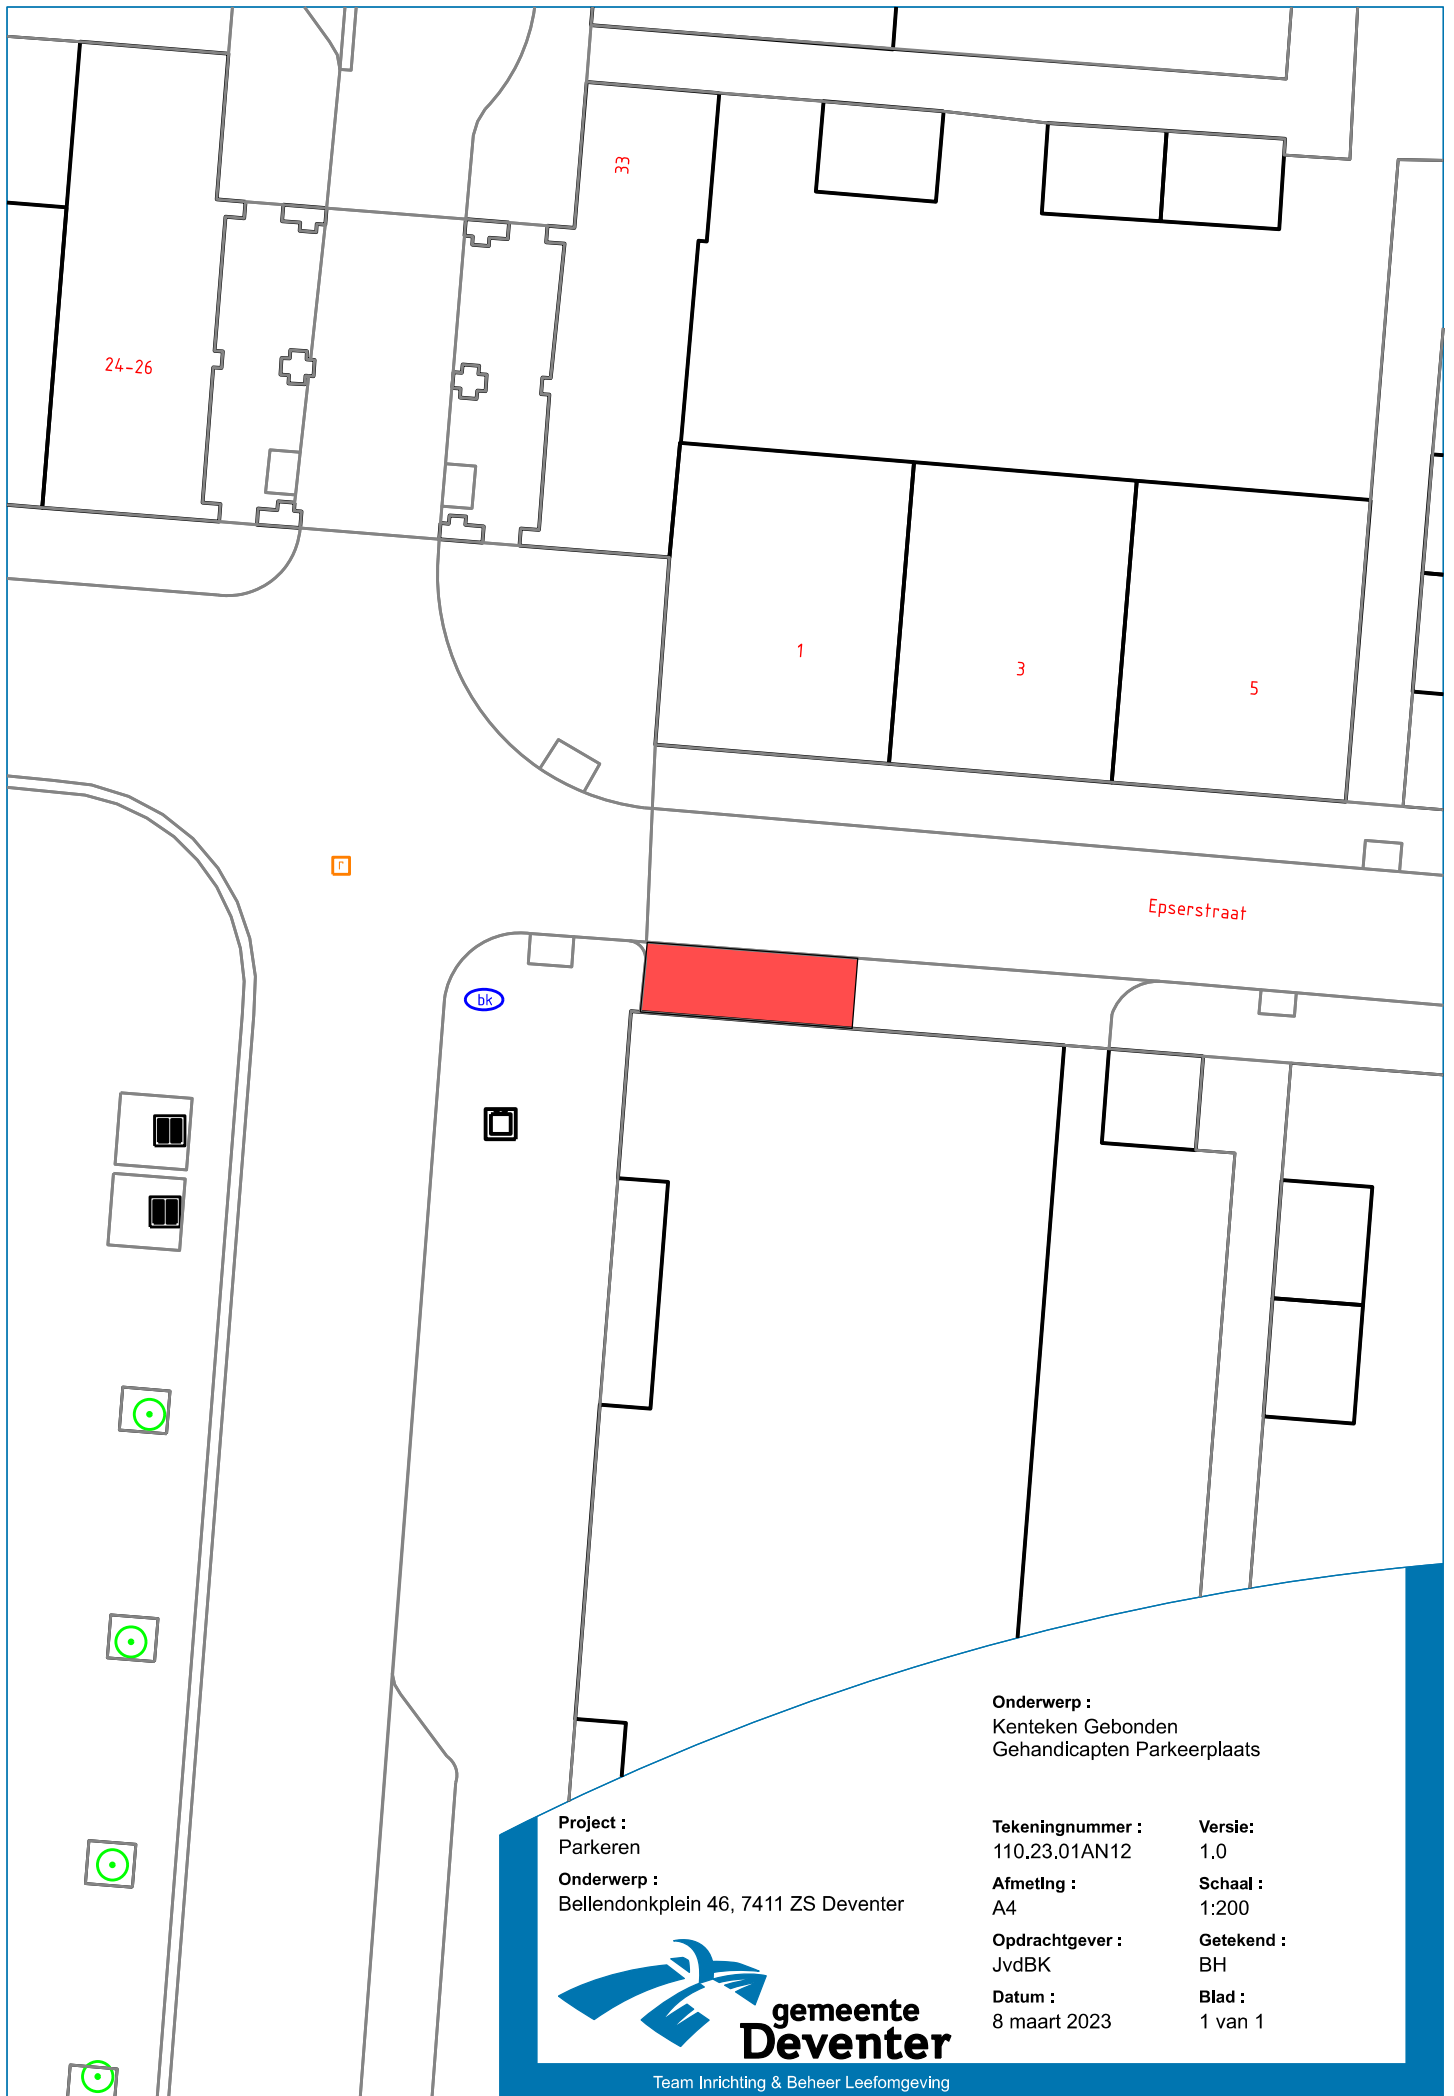 33
24-26
1
3
5
Epserstraat
bk
Onderwerp :
Kenteken Gebonden
Gehandicapten Parkeerplaats
Project :
Parkeren
Onderwerp :
Bellendonkplein 46, 7411 ZS Deventer
Tekeningnummer :
110.23.01AN12
Versie:
1.0
Afmeting :
A4
Schaal :
1:200
Opdrachtgever :
JvdBK
Getekend :
BH
Datum :
8 maart 2023
Blad :
1 van 1
gemeente
Deventer
Team Inrichting & Beheer Leefomgeving